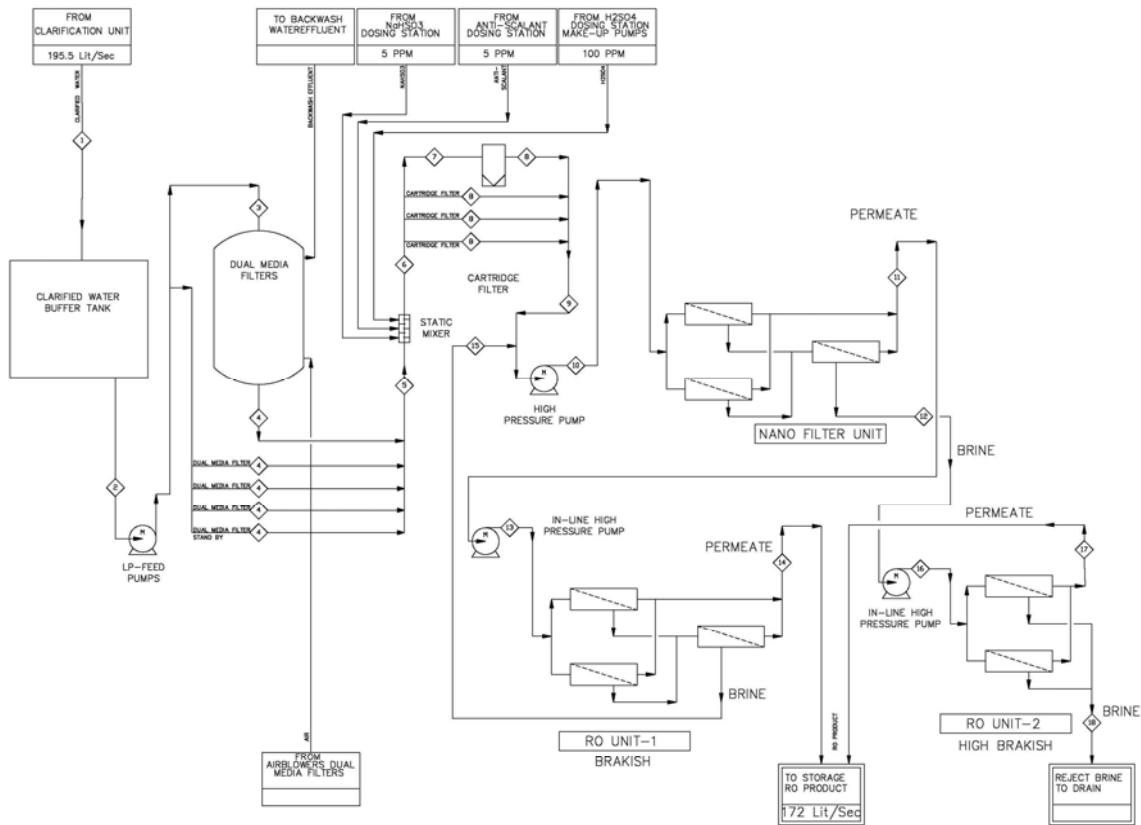 FROM
CLARIFICATION UNIT
195.5 Lit/Sec
TO BACKWASH
WATEREFFLUENT
FROM
NaHSO3
DOSING STATION
5 PPM
FROM
ANTI-SCALANT
DOSING STATION
5 PPM
FROM H2SO4
DOSING STATION
MAKE-UP PUMPS
100 PPM
CLARIFIED WATER
BACKWASH EFFLUENT
NAHSO3
ANTI-
SCALANT
H2SO4
1
7
8
3
CARTRIDGE FILTER
8
CARTRIDGE FILTER
8
CARTRIDGE FILTER
8
PERMEATE
DUAL MEDIA
FILTERS
6
11
CARTRIDGE
FILTER
CLARIFIED WATER
BUFFER TANK
9
STATIC
MIXER
15
10
M
5
HIGH
PRESSURE PUMP
4
12
NANO FILTER UNIT
BRINE
DUAL MEDIA FILTER
4
DUAL MEDIA FILTER
4
DUAL MEDIA FILTER
4
DUAL MEDIA FILTER
4
STAND BY
2
M
LP-FEED
PUMPS
IN-LINE HIGH
PRESSURE PUMP
13
M
PERMEATE
14
PERMEATE
17
16
M
IN-LINE HIGH
PRESSURE PUMP
BRINE
BRINE
18
RO UNIT-1
BRAKISH
RO UNIT-2
HIGH BRAKISH
AIR
RO PRODUCT
FROM
AIRBLOWERS DUAL
MEDIA FILTERS
TO STORAGE
RO PRODUCT
172 Lit/Sec
REJECT BRINE
TO DRAIN